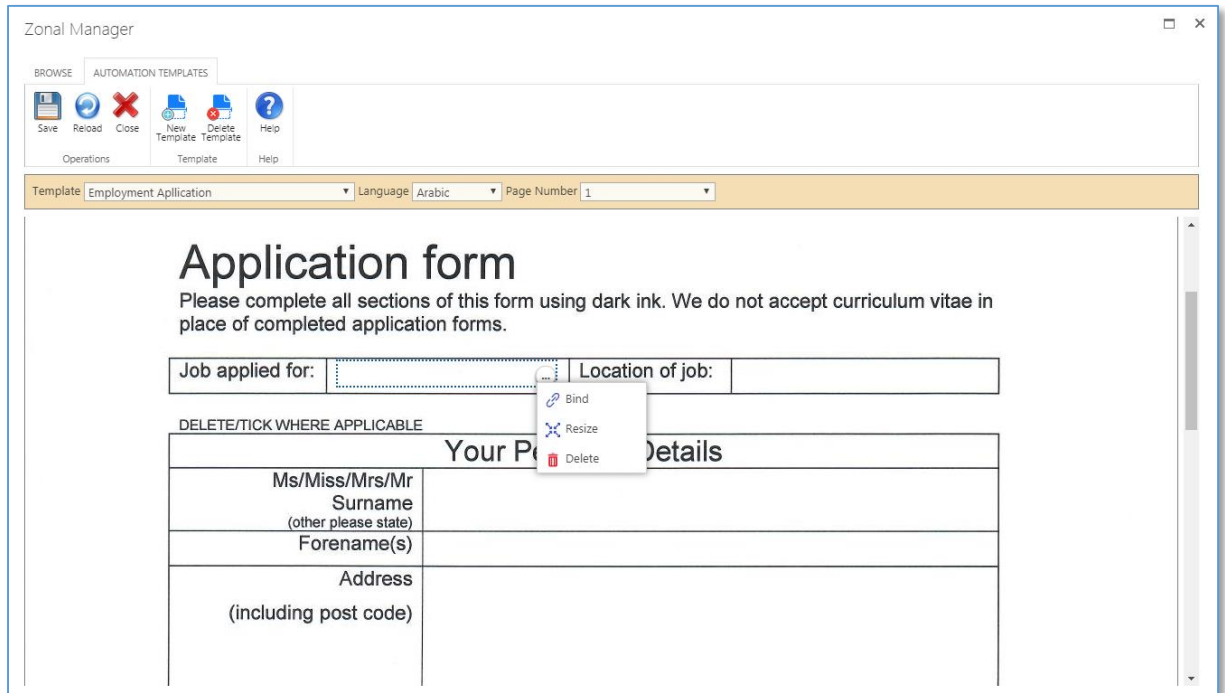 Zonal Manager
BROWSE AUTOMATION TEMPLATES
Save Reload Close New Template Delete Template Help
Operations Template Help
Template Employment Apllication Language Arabic Page Number 1
Application form
Please complete all sections of this form using dark ink. We do not accept curriculum vitae in
place of completed application forms.
Job applied for: ... Location of job:
Bind
Resize
Delete
DELETE/TICK WHERE APPLICABLE
Your Pe Details
Ms/Miss/Mrs/Mr
Surname
(other please state)
Forename(s)
Address
(including post code)